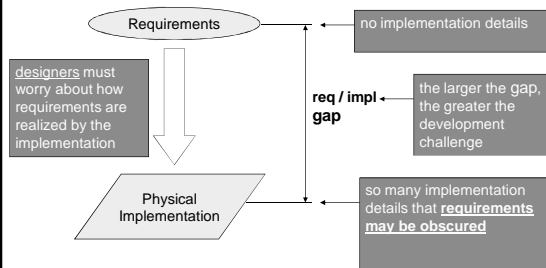 Requirements
no implementation details
designers must
worry about how
requirements are
realized by the
implementation
req / impl
gap
the larger the gap,
the greater the
development
challenge
Physical
Implementation
so many implementation
details that requirements
may be obscured